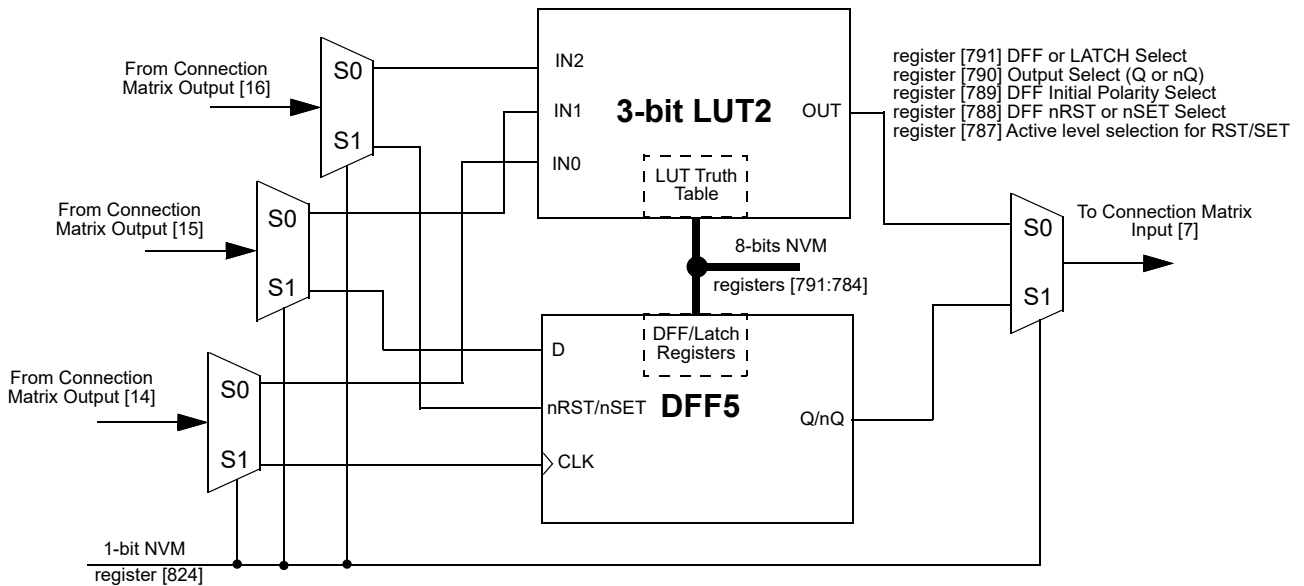 From Connection
Matrix Output [16]
S0
S1
From Connection
Matrix Output [15]
S0
S1
From Connection
Matrix Output [14]
S0
S1
1-bit NVM
register [824]
IN2
IN1
IN0
3-bit LUT2
OUT
LUT Truth
Table
8-bits NVM
registers [791:784]
DFF/Latch
Registers
D
nRST/nSET
CLK
DFF5
Q/nQ
register [791] DFF or LATCH Select
register [790] Output Select (Q or nQ)
register [789] DFF Initial Polarity Select
register [788] DFF nRST or nSET Select
register [787] Active level selection for RST/SET
S0
S1
To Connection Matrix
Input [7]